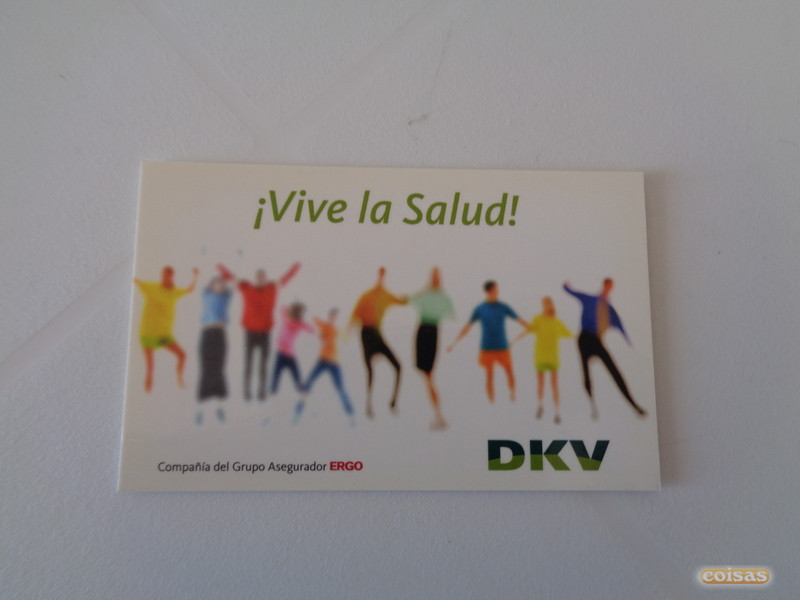 ¡Vive la Salud!
Compañía del Grupo Asegurador ERGO
DKV
coisas